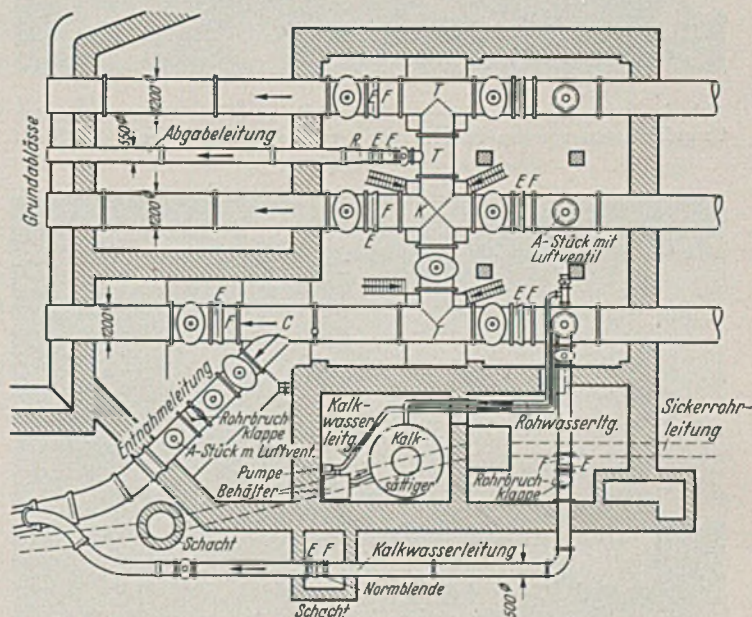 T
E
F
1200⌀
550⌀
Abgabeleitung
R E F
T
Grundablässe
1200⌀
F
K
E F
E
A-Stück mit
Luftventil
E
F
C
E F
1200⌀
T
Entnahmeleitung
Rohrbruch-
klappe
A-Stück m. Luftvent.
Kalk-
wasser-
leitg.
Kalk-
sättiger
Rohwasserltg.
Sickerrohr-
leitung
Pumpe
Behälter
F
E
Rohrbruch-
klappe
Schacht
E F
Kalkwasserleitung
Normblende
500⌀
Schacht